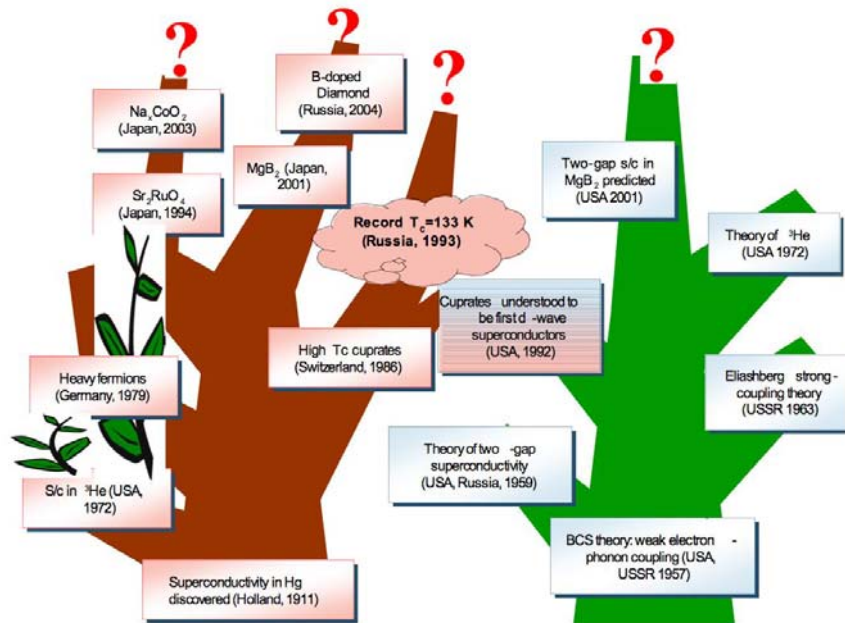 ?
?
?
?
B-doped
Diamond
(Russia, 2004)
NaxCoO2
(Japan, 2003)
MgB2 (Japan,
2001)
Two-gap s/c in
MgB2 predicted
(USA 2001)
Sr2RuO4
(Japan, 1994)
Record Tc=133 K
(Russia, 1993)
Theory of 3He
(USA 1972)
Cuprates understood to
be first d -wave
superconductors
(USA, 1992)
High Tc cuprates
(Switzerland, 1986)
Heavy fermions
(Germany, 1979)
Eliashberg strong-
coupling theory
(USSR 1963)
Theory of two -gap
superconductivity
(USA, Russia, 1959)
S/c in 3He (USA,
1972)
BCS theory: weak electron -
phonon coupling (USA,
USSR 1957)
Superconductivity in Hg
discovered (Holland, 1911)